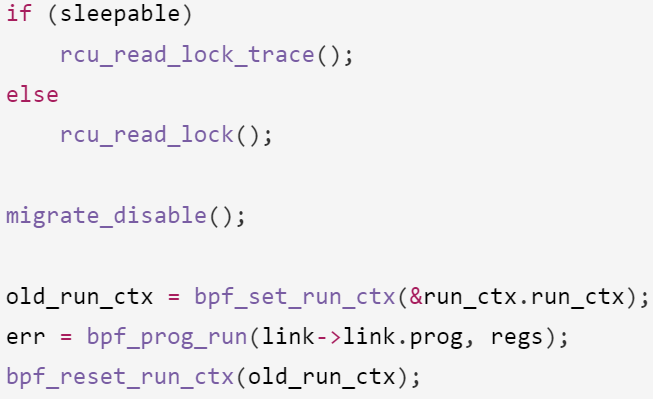 if (sleepable)
    rcu_read_lock_trace();
else
    rcu_read_lock();

migrate_disable();

old_run_ctx = bpf_set_run_ctx(&run_ctx.run_ctx);
err = bpf_prog_run(link->link.prog, regs);
bpf_reset_run_ctx(old_run_ctx);